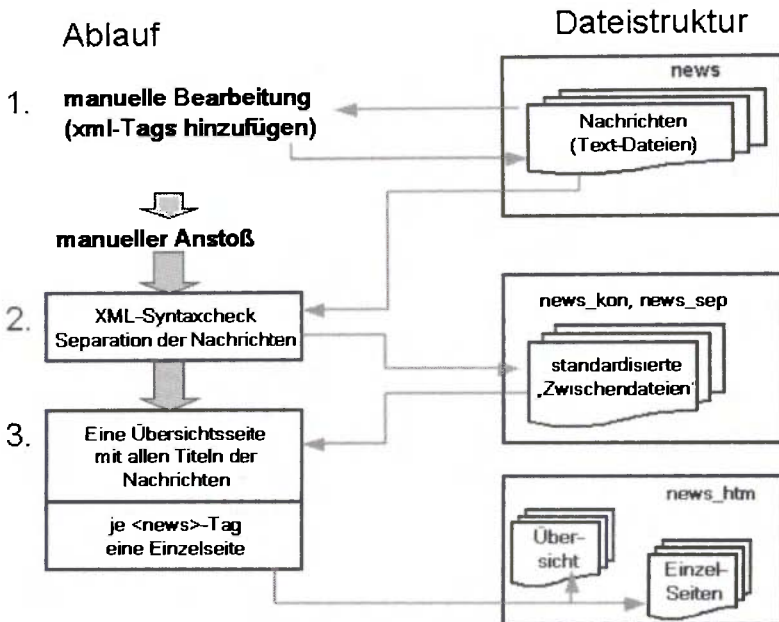 Ablauf
Dateistruktur
1.
manuelle Bearbeitung
(xml-Tags hinzufügen)
news
Nachrichten
(Text-Dateien)
manueller Anstoß
2.
XML-Syntaxcheck
Separation der Nachrichten
news_kon, news_sep
standardisierte
„Zwischendateien"
3.
Eine Übersichtsseite
mit allen Titeln der
Nachrichten
je <news>-Tag
eine Einzelseite
news_htm
Über-
sicht
Einzel-
Seiten